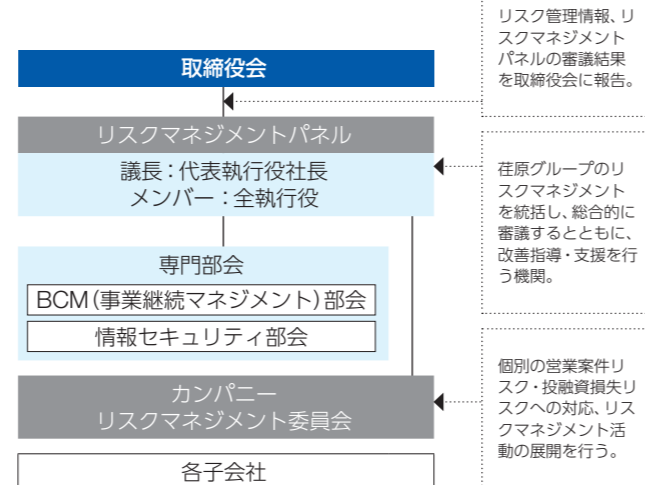 リスク管理情報、リ
スクマネジメント
パネルの審議結果
を取締役会に報告。
取締役会
リスクマネジメントパネル
議長：代表執行役社長
メンバー：全執行役
荏原グループのリ
スクマネジメント
を統括し、総合的に
審議するとともに、
改善指導・支援を行
う機関。
専門部会
BCM（事業継続マネジメント）部会
情報セキュリティ部会
カンパニー
リスクマネジメント委員会
個別の営業案件リ
スク・投融資損失リ
スクへの対応、リス
クマネジメント活
動の展開を行う。
各子会社